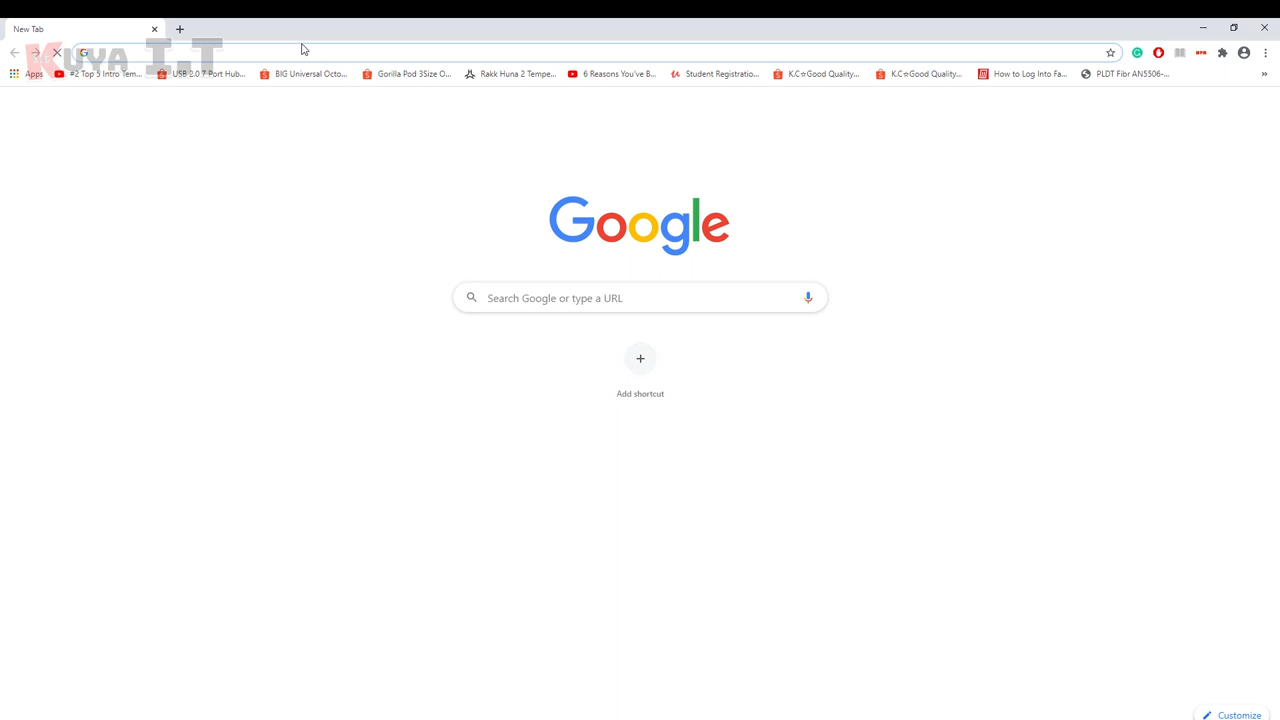 New Tab
KUYA I.T
Apps
#2 Top 5 Intro Tem...
USB 2.0 7 Port Hub...
BIG Universal Octo...
Gorilla Pod 3Size O...
Rakk Huna 2 Tempe...
6 Reasons You've B...
Student Registratio...
K.C☆Good Quality...
K.C☆Good Quality...
How to Log Into Fa...
PLDT Fibr AN5506-...
Google
Search Google or type a URL
Add shortcut
Customize